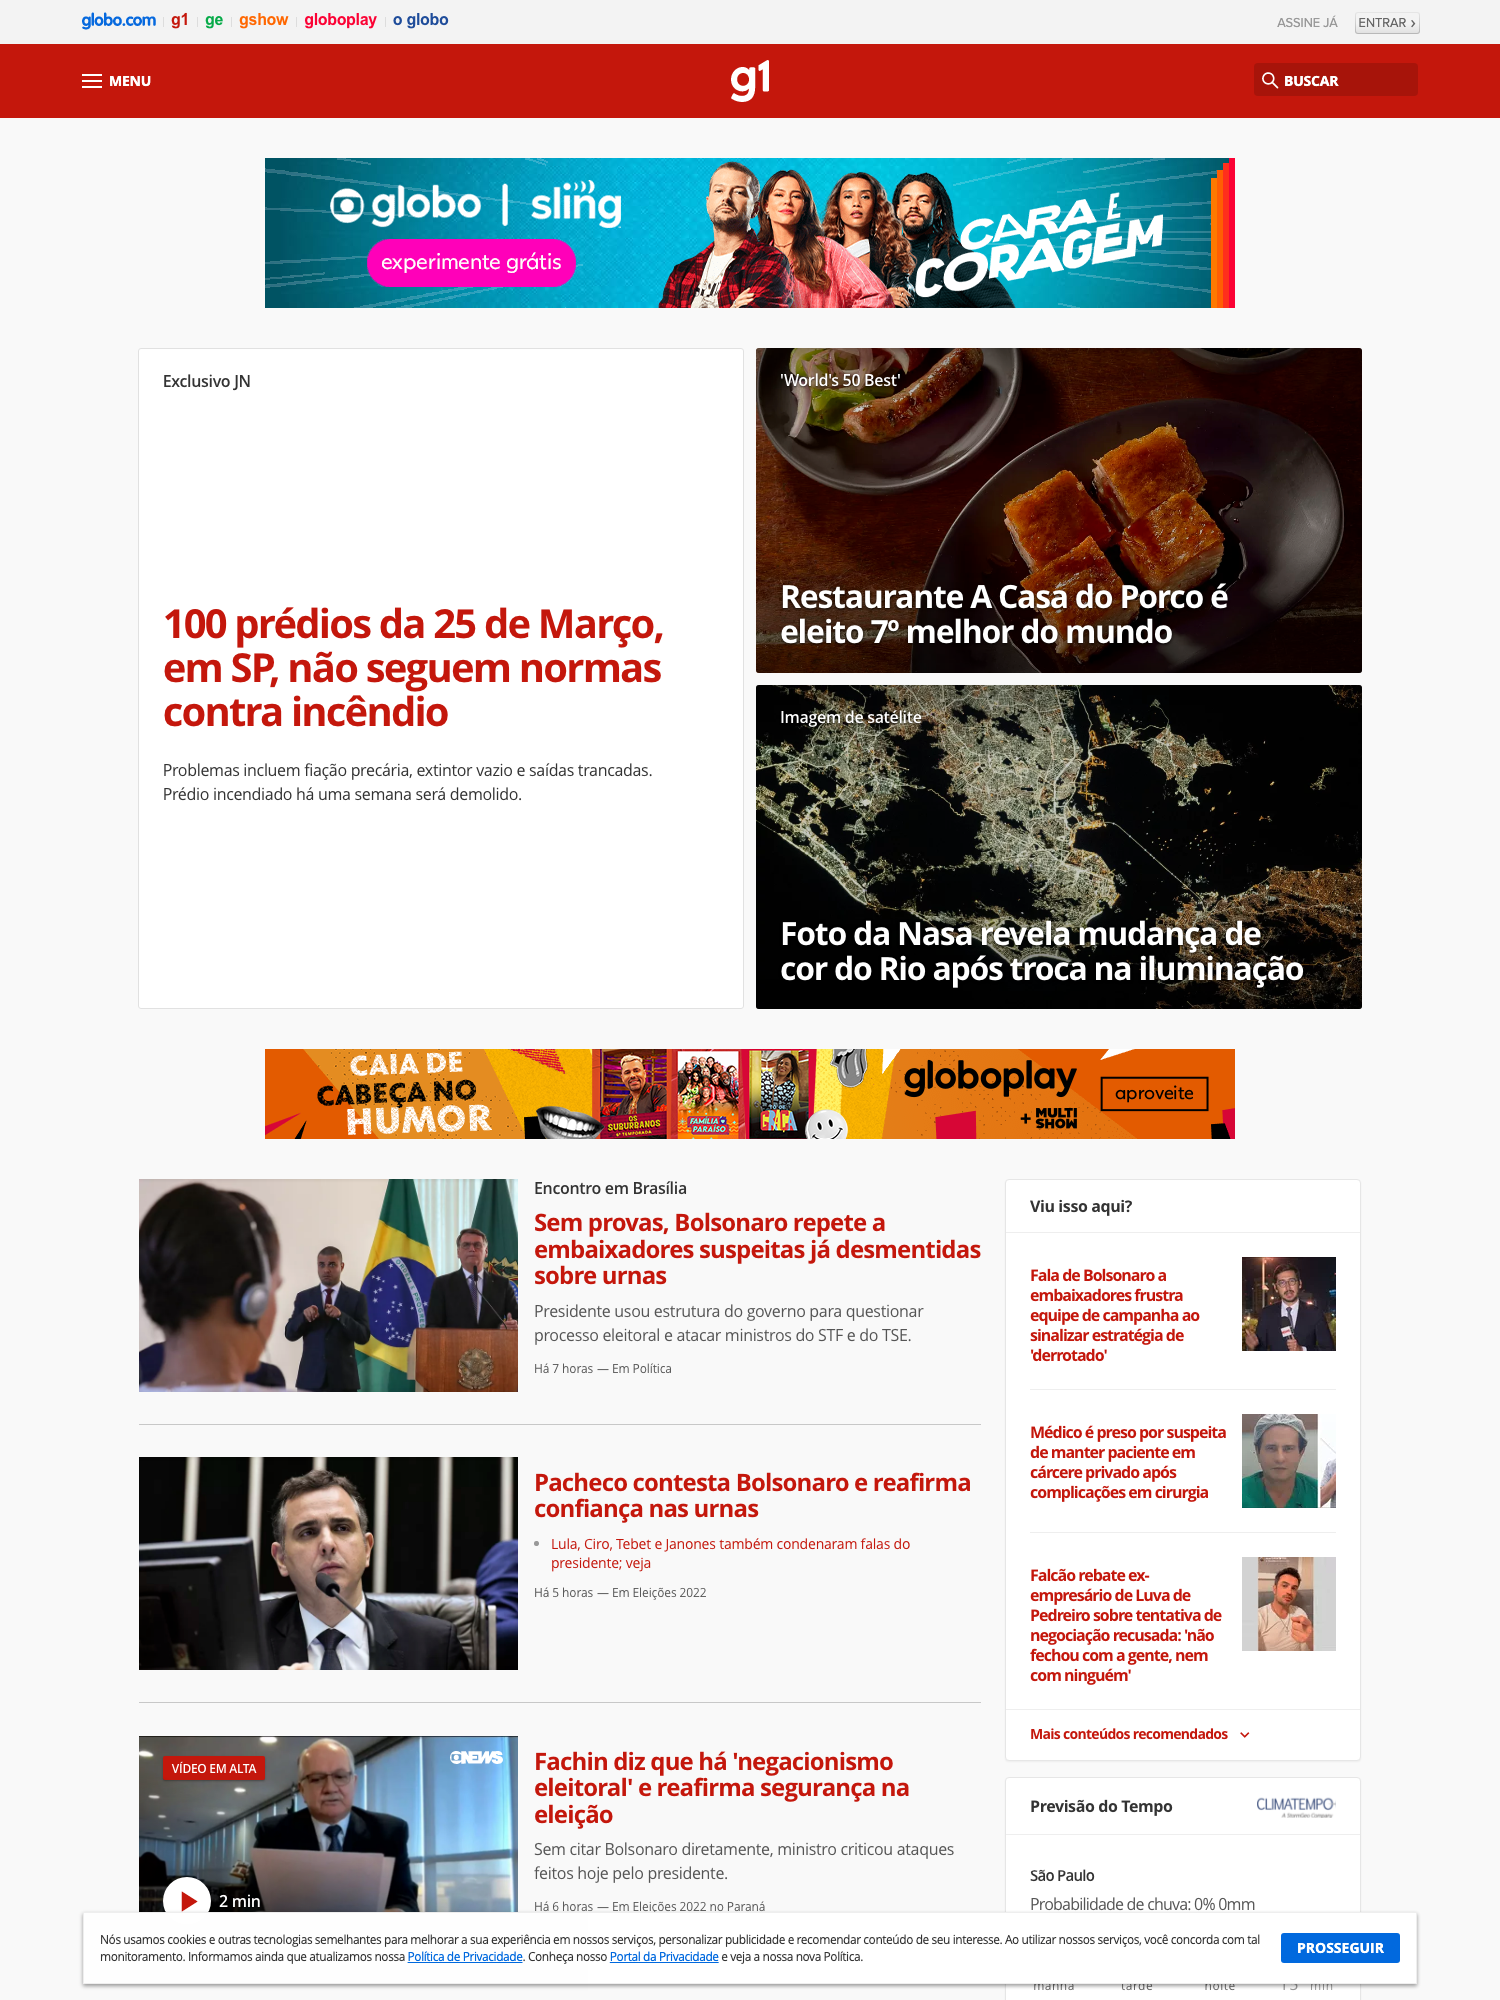 globo.com g1 ge gshow globoplay o globo
ASSINE JÁ ENTRAR ›
MENU
g1
BUSCAR
globo | sling
experimente grátis
CARA E
CORAGEM
Exclusivo JN
100 prédios da 25 de Março,
em SP, não seguem normas
contra incêndio
Problemas incluem fiação precária, extintor vazio e saídas trancadas.
Prédio incendiado há uma semana será demolido.
'World's 50 Best'
Restaurante A Casa do Porco é
eleito 7º melhor do mundo
Imagem de satélite
Foto da Nasa revela mudança de
cor do Rio após troca na iluminação
CAIA DE
CABEÇA NO
HUMOR
OS
SUBURBANOS
FAMÍLIA
PARAÍSO
globoplay
+ MULTI
SHOW
aproveite
Encontro em Brasília
Sem provas, Bolsonaro repete a
embaixadores suspeitas já desmentidas
sobre urnas
Presidente usou estrutura do governo para questionar
processo eleitoral e atacar ministros do STF e do TSE.
Há 7 horas — Em Política
Pacheco contesta Bolsonaro e reafirma
confiança nas urnas
Lula, Ciro, Tebet e Janones também condenaram falas do
presidente; veja
Há 5 horas — Em Eleições 2022
VÍDEO EM ALTA
NEWS
2 min
Fachin diz que há 'negacionismo
eleitoral' e reafirma segurança na
eleição
Sem citar Bolsonaro diretamente, ministro criticou ataques
feitos hoje pelo presidente.
Há 6 horas — Em Eleições 2022 no Paraná
Viu isso aqui?
Fala de Bolsonaro a
embaixadores frustra
equipe de campanha ao
sinalizar estratégia de
'derrotado'
Médico é preso por suspeita
de manter paciente em
cárcere privado após
complicações em cirurgia
Falcão rebate ex-
empresário de Luva de
Pedreiro sobre tentativa de
negociação recusada: 'não
fechou com a gente, nem
com ninguém'
Mais conteúdos recomendados
Previsão do Tempo
CLIMATEMPO
São Paulo
Probabilidade de chuva: 0% 0mm
manhã tarde noite min
Nós usamos cookies e outras tecnologias semelhantes para melhorar a sua experiência em nossos serviços, personalizar publicidade e recomendar conteúdo de seu interesse. Ao utilizar nossos serviços, você concorda com tal
monitoramento. Informamos ainda que atualizamos nossa Política de Privacidade. Conheça nosso Portal da Privacidade e veja a nossa nova Política.
PROSSEGUIR